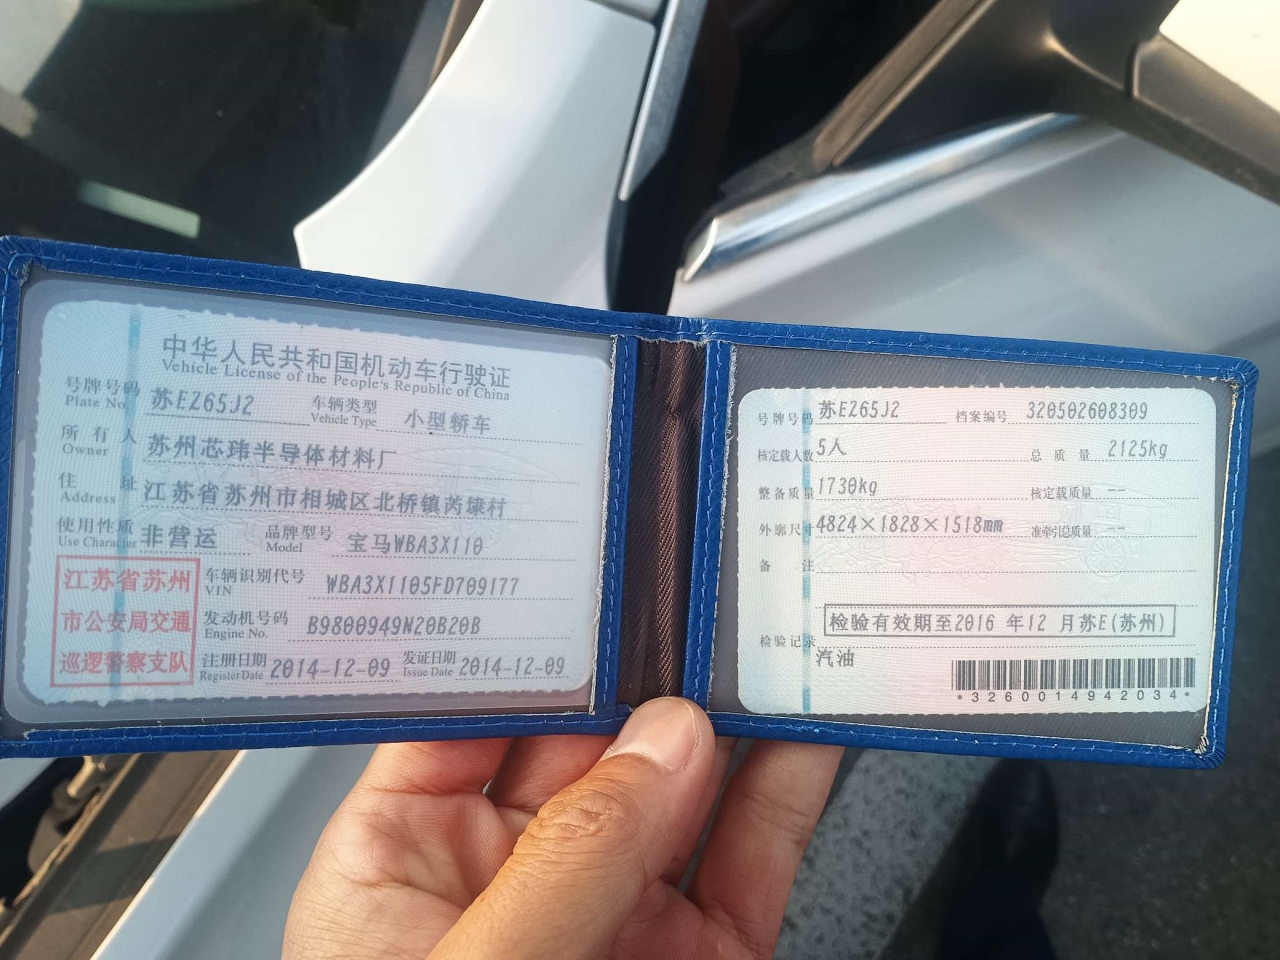 中华人民共和国机动车行驶证
Vehicle License of the People's Republic of China
号牌号码 苏EZ65J2 车辆类型 小型轿车
Plate No. Vehicle Type
所有人 苏州芯玮半导体材料厂
Owner
住址 江苏省苏州市相城区北桥镇芮埭村
Address
使用性质 非营运 品牌型号 宝马WBA3X110
Use Character Model
江苏省苏州市公安局交通巡逻警察支队
车辆识别代号 WBA3X1105FD709177
VIN
发动机号码 B9800949N20B20B
Engine No.
注册日期 2014-12-09 发证日期 2014-12-09
Register Date Issue Date
号牌号码 苏EZ65J2 档案编号 320502608309
核定载人数 5人 总质量 2125kg
整备质量 1730kg 核定载质量 --
外廓尺寸 4824×1828×1518mm 准牵引总质量 --
备注
检验记录 检验有效期至2016 年12 月苏E(苏州)
汽油
*3260014942034*